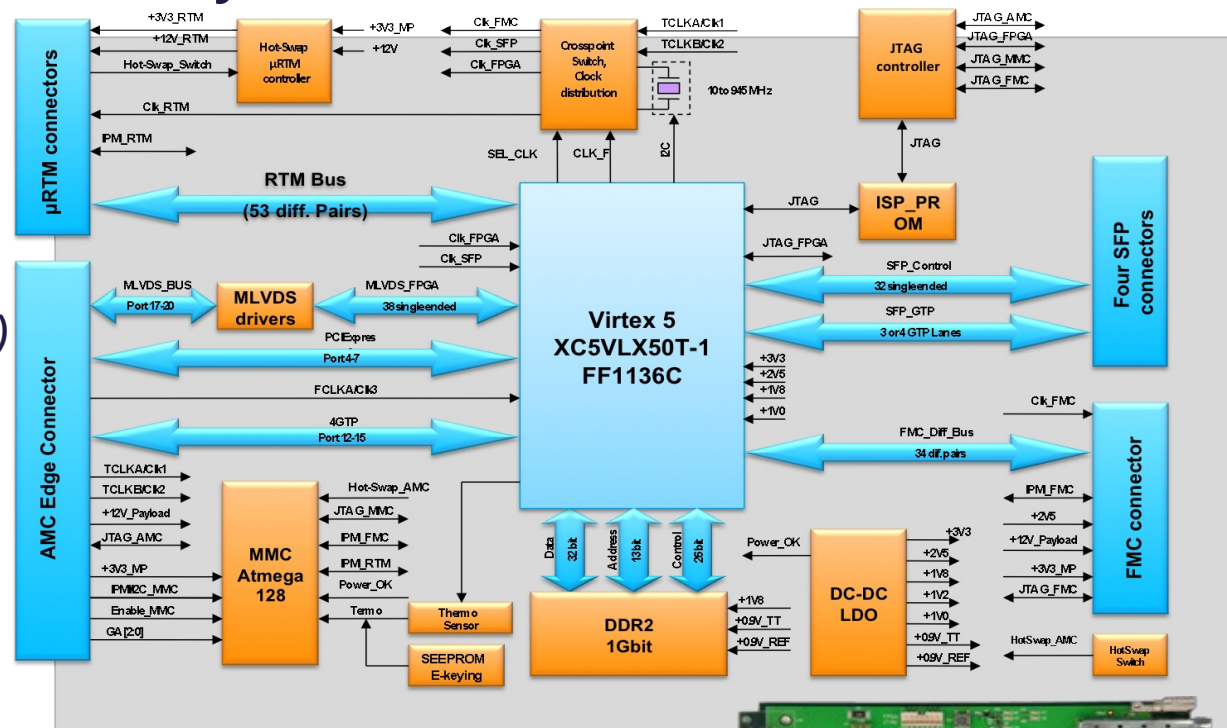 +3V3_RTM
+12V_RTM
Hot-Swap_Switch
Clk_RTM
IPM_RTM
µRTM connectors
Hot-Swap
µRTM
controller
+3V3_MP
+12V
Clk_FMC
Clk_SFP
Clk_FPGA
Crosspoint
Switch,
Clock
distribution
TCLKA/Clk1
TCLKB/Clk2
10 to 945 MHz
SEL_CLK
CLK_F
I2C
JTAG
controller
JTAG_AMC
JTAG_FPGA
JTAG_MMC
JTAG_FMC
JTAG
ISP_PR
OM
JTAG
JTAG_FPGA
RTM Bus
(53 diff. Pairs)
Clk_FPGA
Clk_SFP
SFP_Control
32 singleended
SFP_GTP
3 or 4 GTP Lanes
Four SFP
connectors
)
AMC Edge Connector
MLVDS_BUS
Port 17-20
MLVDS
drivers
MLVDS_FPGA
38 singleended
PCIExpres
Port 4-7
FCLKA/Clk3
4GTP
Port 12-15
Virtex 5
XC5VLX50T-1
FF1136C
+3V3
+2V5
+1V8
+1V0
FMC_Diff_Bus
34 dif. pairs
Clk_FMC
IPM_FMC
+2V5
+12V_Payload
+3V3_MP
JTAG_FMC
FMC connector
TCLKA/Clk1
TCLKB/Clk2
+12V_Payload
JTAG_AMC
+3V3_MP
IPMI/I2C_MMC
Enable_MMC
GA [2:0]
MMC
Atmega
128
Hot-Swap_AMC
JTAG_MMC
IPM_FMC
IPM_RTM
Power_OK
Termo
Thermo
Sensor
SEEPROM
E-keying
Data
32bit
Address
13bit
Control
26bit
DDR2
1Gbit
+1V8
+0.9V_TT
+0.9V_REF
Power_OK
DC-DC
LDO
+3V3
+2V5
+1V8
+1V2
+1V0
+0.9V_TT
+0.9V_REF
HotSwap_AMC
HotSwap
Switch